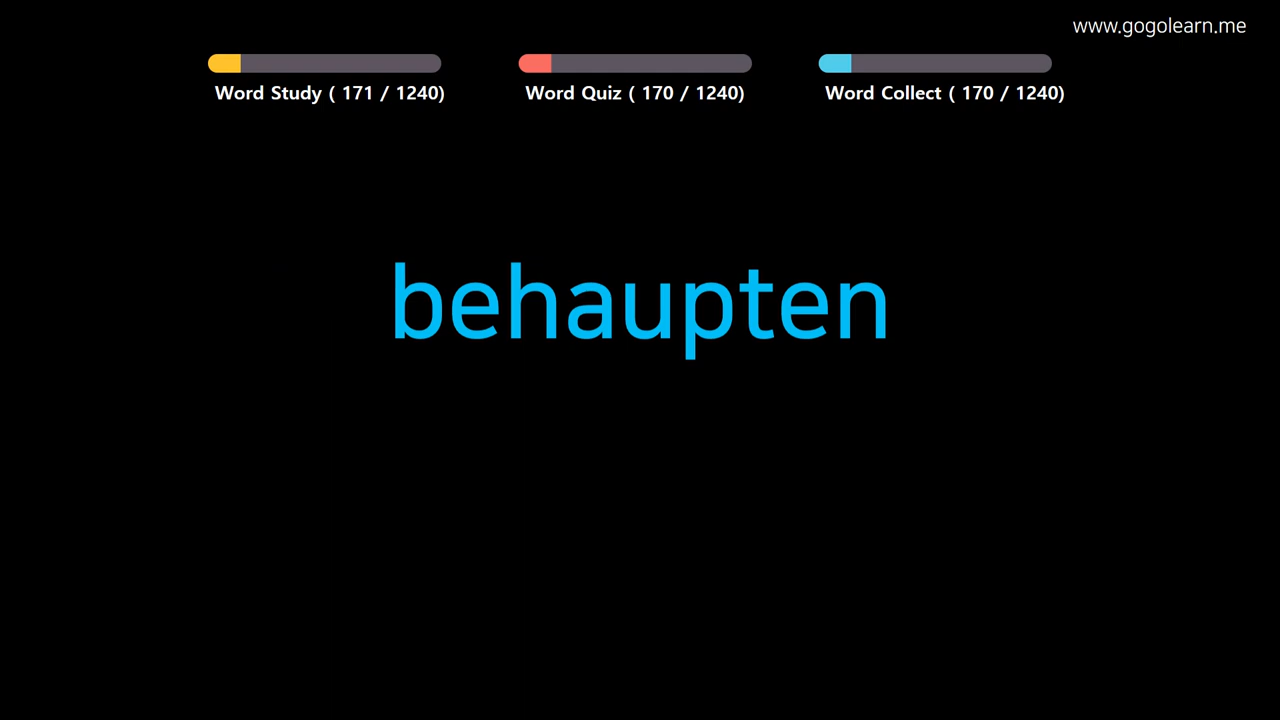 www.gogolearn.me
Word Study ( 171 / 1240)
Word Quiz ( 170 / 1240)
Word Collect ( 170 / 1240)
behaupten